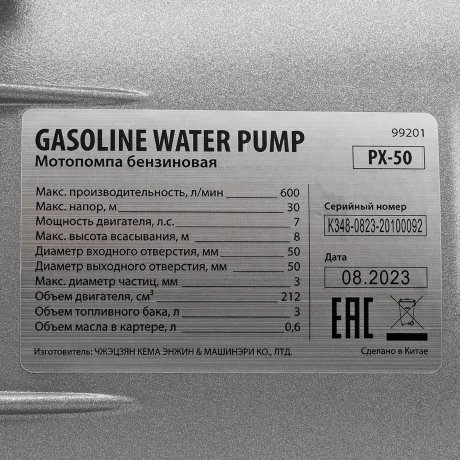 GASOLINE WATER PUMP
Мотопомпа бензиновая
99201
PX-50
Макс. производительность, л/мин 600
Макс. напор, м 30
Мощность двигателя, л.с. 7
Макс. высота всасывания, м 8
Диаметр входного отверстия, мм 50
Диаметр выходного отверстия, мм 50
Макс. диаметр частиц, мм 3
Объем двигателя, см³ 212
Объем топливного бака, л 3
Объем масла в картере, л 0,6
Серийный номер
K348-0823-20100092
Дата
08.2023
EAC
Изготовитель: ЧЖЭЦЗЯН КЕМА ЭНЖИН & МАШИНЭРИ КО., ЛТД.
Сделано в Китае